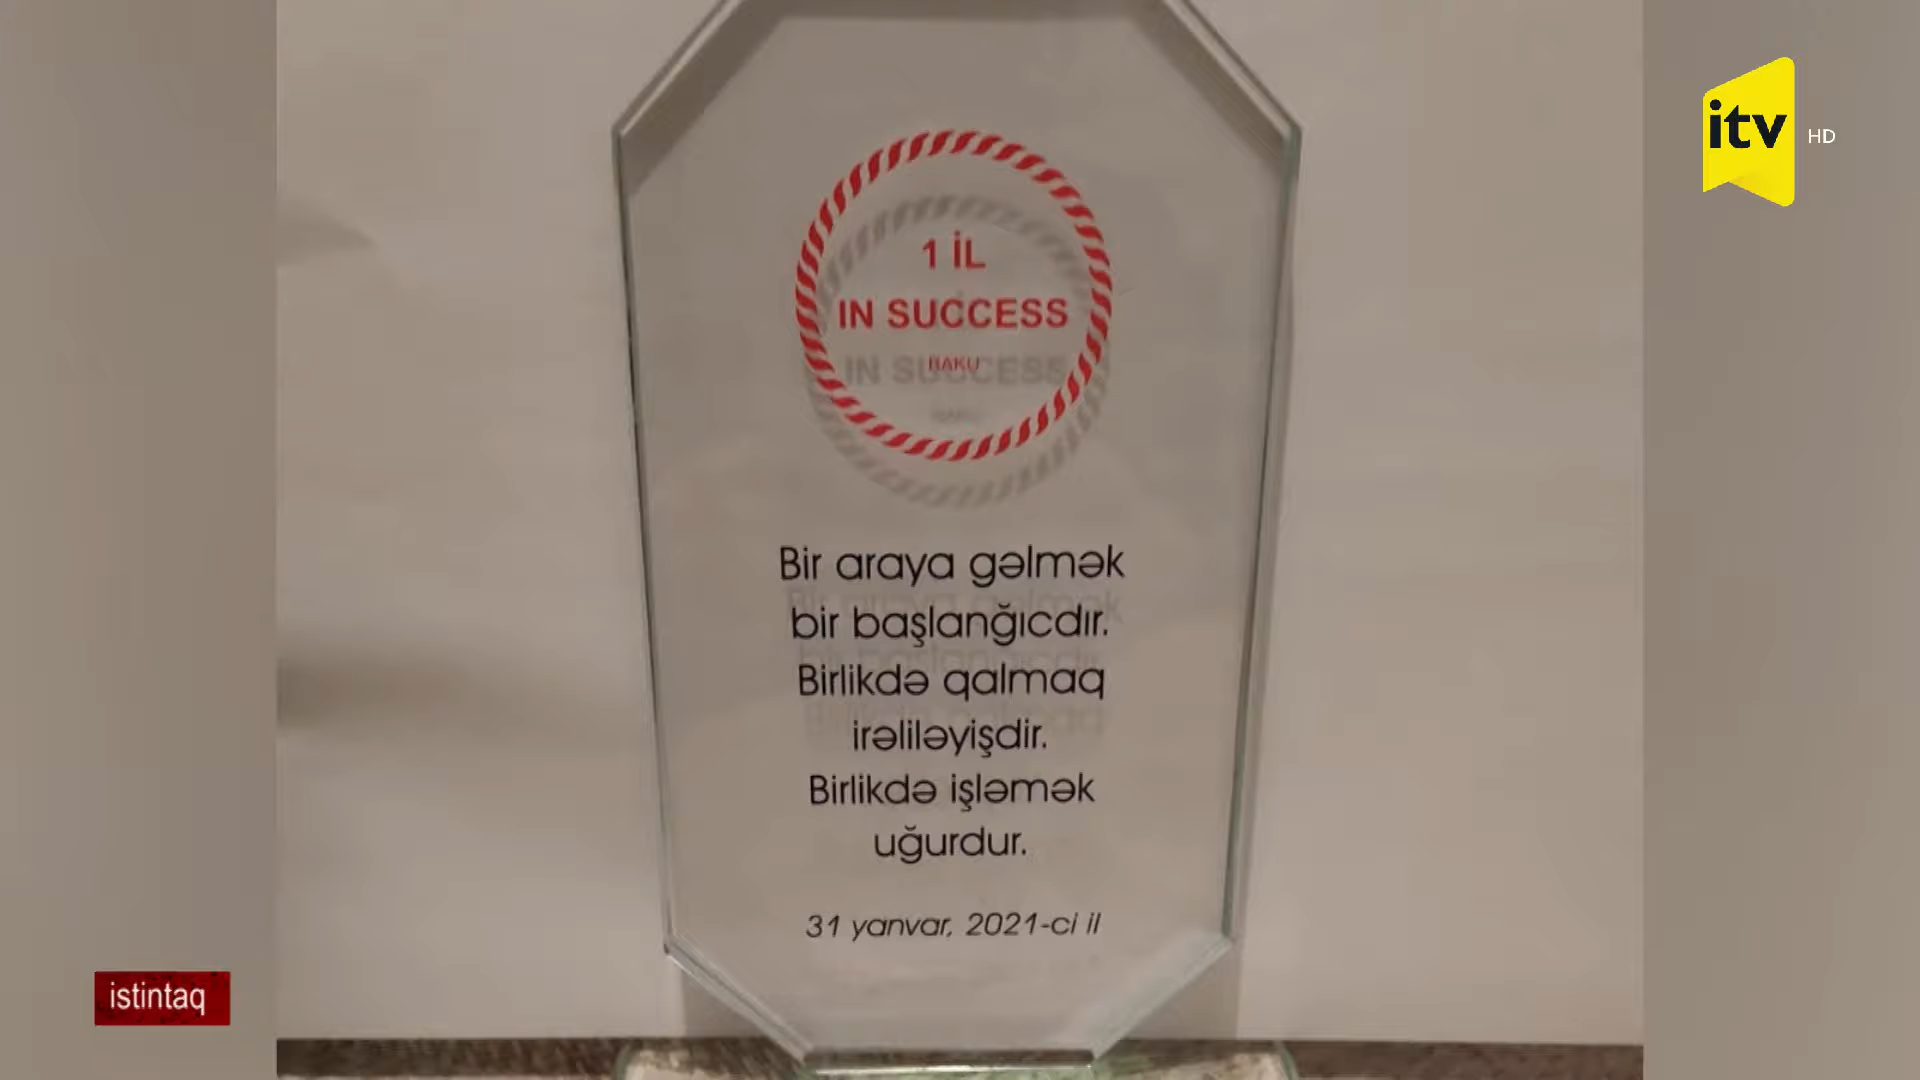 itv HD
1 İL
IN SUCCESS
BAKU
Bir araya gəlmək
bir başlanğıcdır.
Birlikdə qalmaq
irəliləyişdir.
Birlikdə işləmək
uğurdur.
31 yanvar, 2021-ci il
istintaq